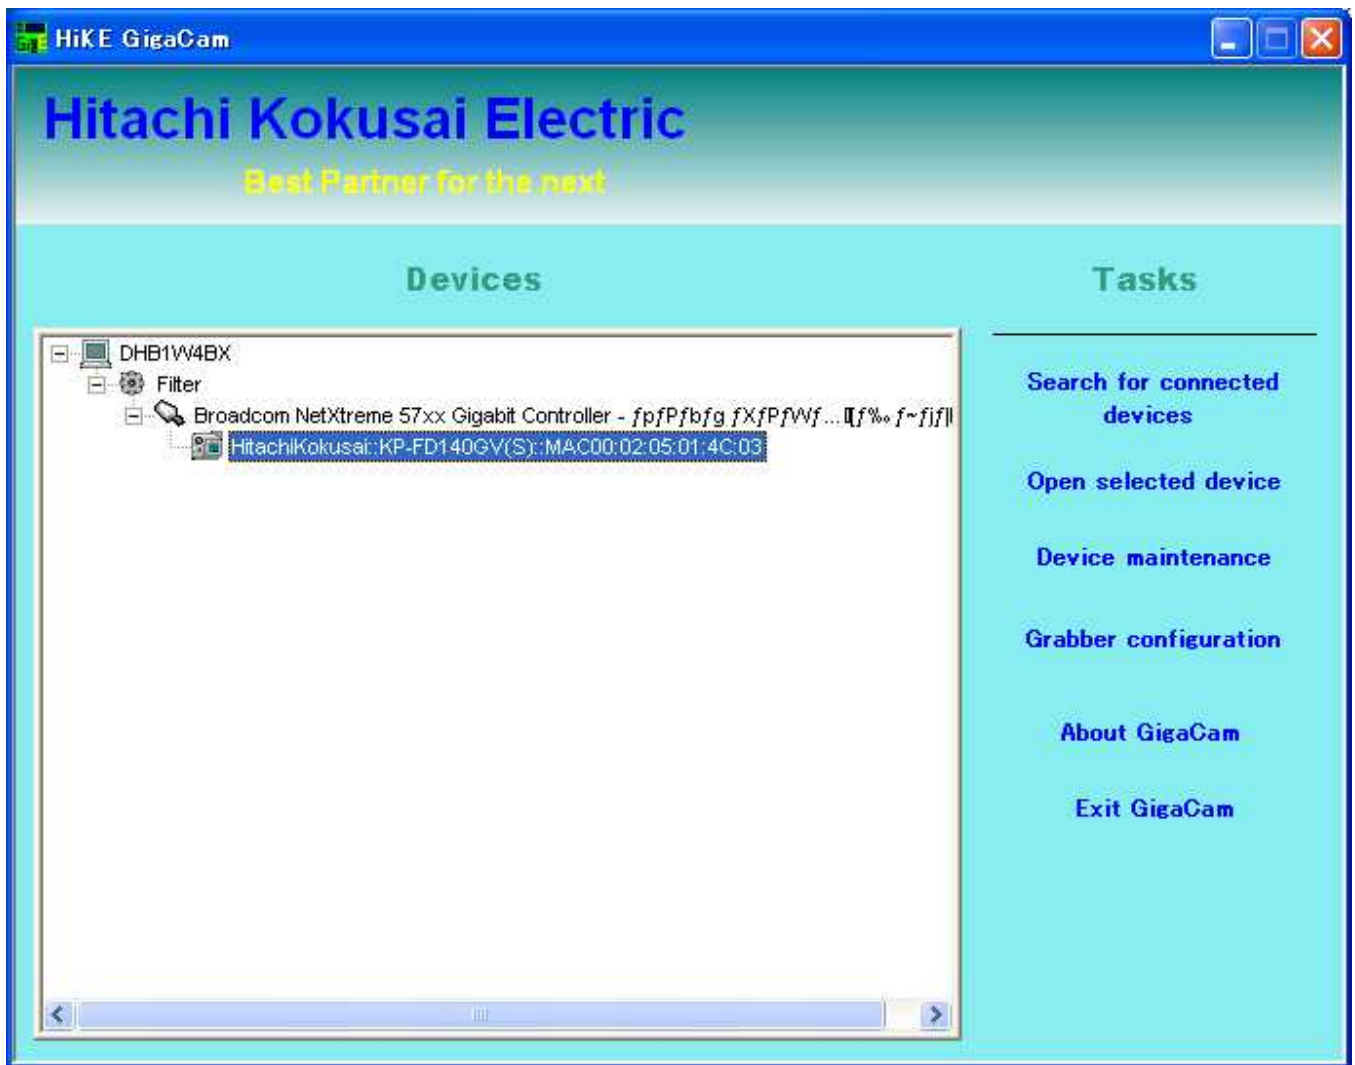 HiKE GigaCam
Hitachi Kokusai Electric
Best Partner for the next
Devices
DHB1W4BX
Filter
Broadcom NetXtreme 57xx Gigabit Controller -
HitachiKokusai::KP-FD140GV(S)::MAC00:02:05:01:4C:03
Tasks
Search for connected
devices
Open selected device
Device maintenance
Grabber configuration
About GigaCam
Exit GigaCam